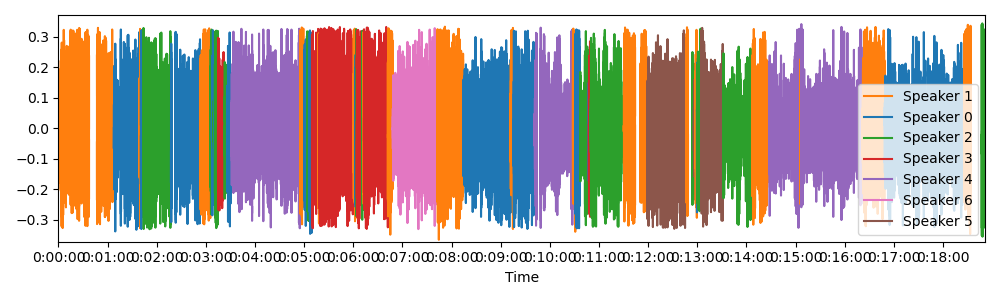 0.3
0.2
0.1
0.0
−0.1
−0.2
−0.3
0:00:00 0:01:00 0:02:00 0:03:00 0:04:00 0:05:00 0:06:00 0:07:00 0:08:00 0:09:00 0:10:00 0:11:00 0:12:00 0:13:00 0:14:00 0:15:00 0:16:00 0:17:00 0:18:00
Time
Speaker 1
Speaker 0
Speaker 2
Speaker 3
Speaker 4
Speaker 6
Speaker 5